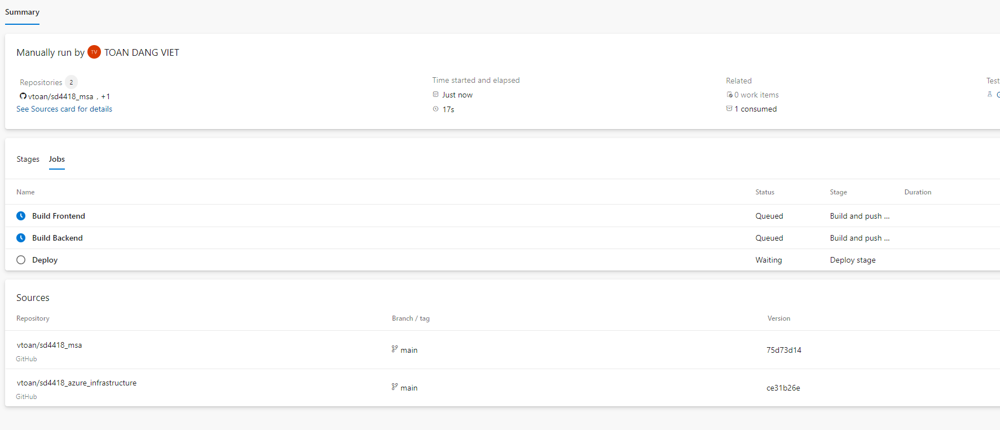 Summary
Manually run by TV TOAN DANG VIET
Repositories 2
vtoan/sd4418_msa , +1
See Sources card for details
Time started and elapsed
Just now
17s
Related
0 work items
1 consumed
Test
Stages Jobs
Name Status Stage Duration
Build Frontend Queued Build and push ...
Build Backend Queued Build and push ...
Deploy Waiting Deploy stage
Sources
Repository Branch / tag Version
vtoan/sd4418_msa
GitHub
main
75d73d14
vtoan/sd4418_azure_infrastructure
GitHub
main
ce31b26e